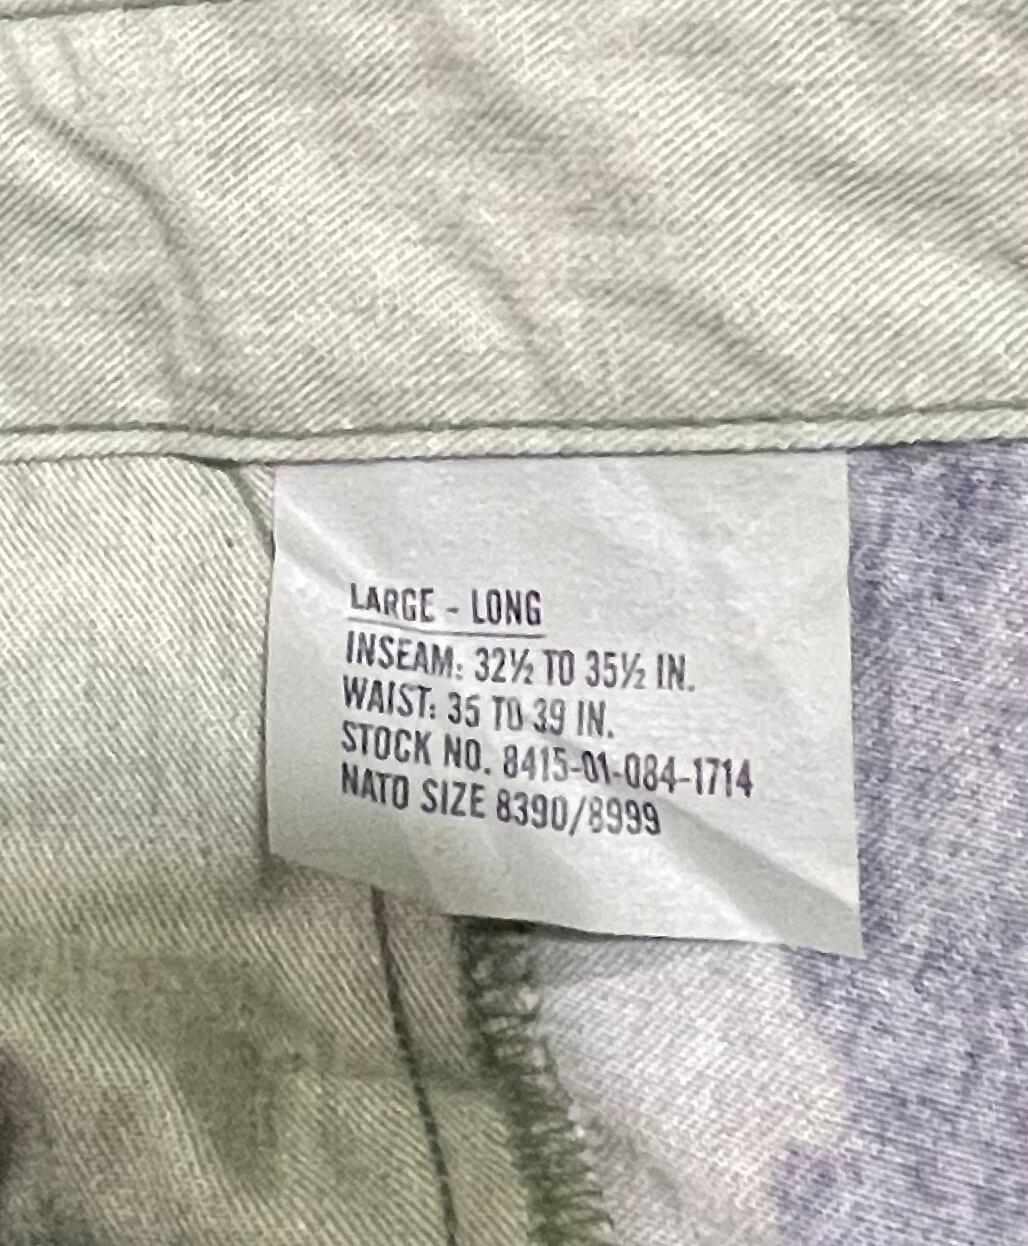 LARGE - LONG
INSEAM: 32½ TO 35½ IN.
WAIST: 35 TO 39 IN.
STOCK NO. 8415-01-084-1714
NATO SIZE 8390/8999